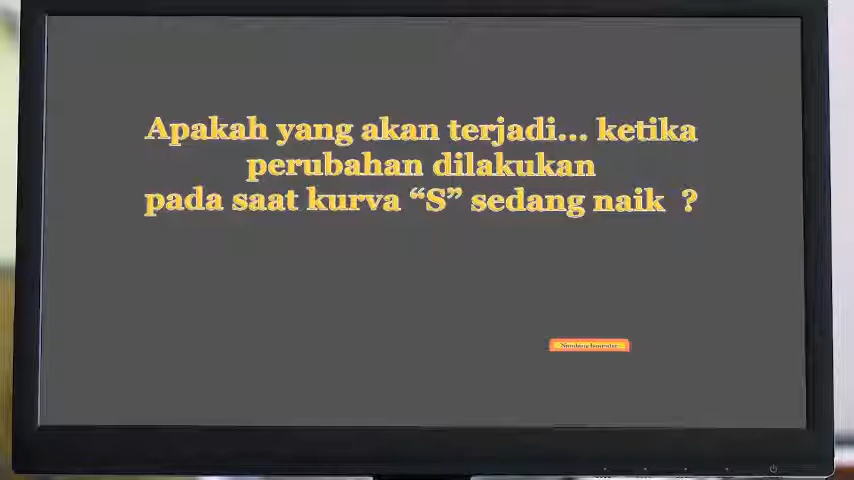 Apakah yang akan terjadi... ketika
perubahan dilakukan
pada saat kurva “S” sedang naik ?